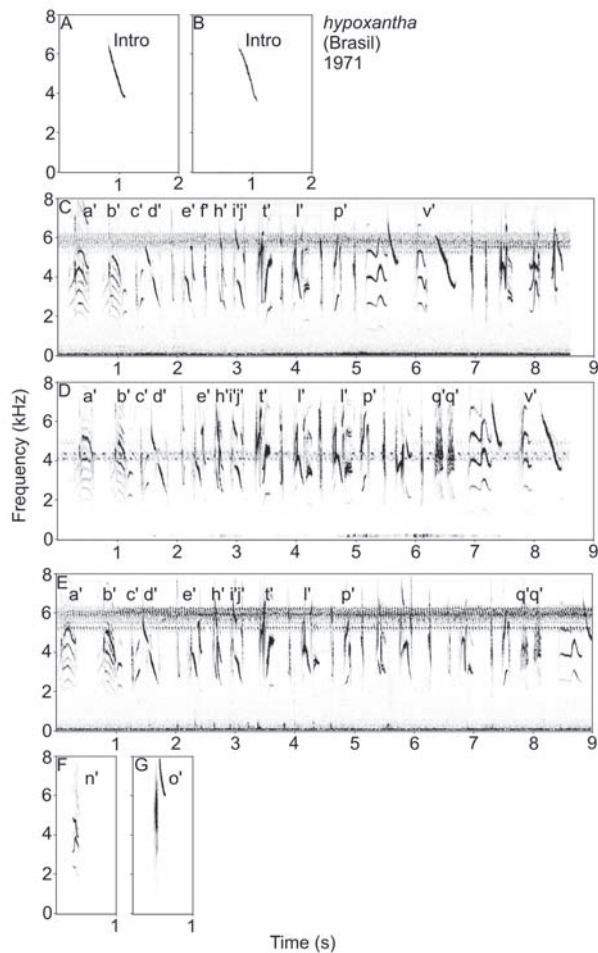 hypoxantha
(Brasil)
1971
A Intro
B Intro
8
6
4
2
0
1 2 1 2
C a' b' c' d' e' f' h' i' j' t' l' p' v'
8
6
4
2
0
1 2 3 4 5 6 7 8 9
D a' b' c' d' e' h' i' j' t' l' l' p' q' q' v'
8
6
4
2
0
1 2 3 4 5 6 7 8 9
E a' b' c' d' e' h' i' j' t' l' p' q' q'
8
6
4
2
0
1 2 3 4 5 6 7 8 9
F n'
G o'
8
6
4
2
0
1 1
Frequency (kHz)
Time (s)